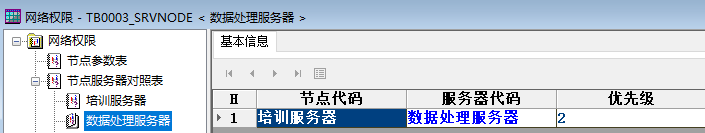 网络权限 - TB0003_SRVNODE < 数据处理服务器 >
网络权限
节点参数表
节点服务器对照表
培训服务器
数据处理服务器
基本信息
H 节点代码 服务器代码 优先级
1 培训服务器 数据处理服务器 2